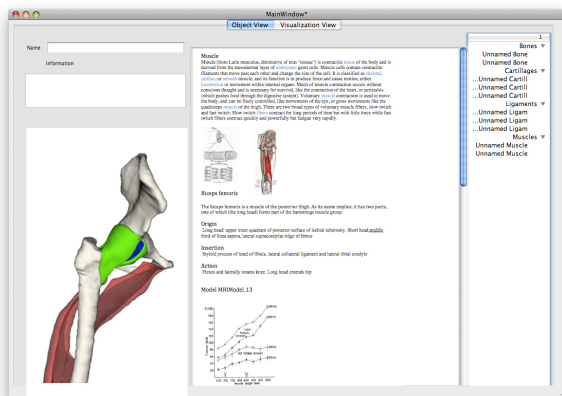 MainWindow*
Object View Visualization View
Name
Information
Muscle
Muscle (from Latin musculus, diminutive of mus "mouse") is contractile tissue of the body and is
derived from the mesodermal layer of embryonic germ cells. Muscle cells contain contractile
filaments that move past each other and change the size of the cell. It is classified as skeletal,
cardiac, or smooth muscle, and its function is to produce force and cause motion, either
locomotion or movement within internal organs. Much of muscle contraction occurs without
conscious thought and is necessary for survival, like the contraction of the heart, or peristalsis
(which pushes food through the digestive system). Voluntary muscle contraction is used to move
the body, and can be finely controlled, like movements of the eye, or gross movements like the
quadriceps muscle of the thigh. There are two broad types of voluntary muscle fibers, slow twitch
and fast twitch. Slow twitch fibers contract for long periods of time but with little force while fast
twitch fibers contract quickly and powerfully but fatigue very rapidly.
Biceps femoris
The biceps femoris is a muscle of the posterior thigh. As its name implies, it has two parts,
one of which (the long head) forms part of the hamstrings muscle group.
Origin
Long head: upper inner quadrant of posterior surface of ischial tuberosity. Short head: middle
third of linea aspera, lateral supracondylar ridge of femur
Insertion
Styloid process of head of fibula. lateral collateral ligament and lateral tibial condyle
Action
Flexes and laterally rotates knee. Long head extends hip
Model MRIModel_13
1
Bones
Unnamed Bone
Unnamed Bone
Cartillages
...Unnamed Cartill
...Unnamed Cartill
...Unnamed Cartill
Ligaments
...Unnamed Ligam
...Unnamed Ligam
...Unnamed Ligam
Muscles
Unnamed Muscle
Unnamed Muscle